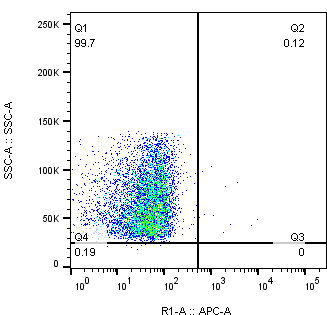 Q1
99.7
Q2
0.12
250K
200K
150K
100K
50K
0
SSC-A :: SSC-A
Q4
0.19
Q3
0
10^0
10^1
10^2
10^3
10^4
10^5
R1-A :: APC-A